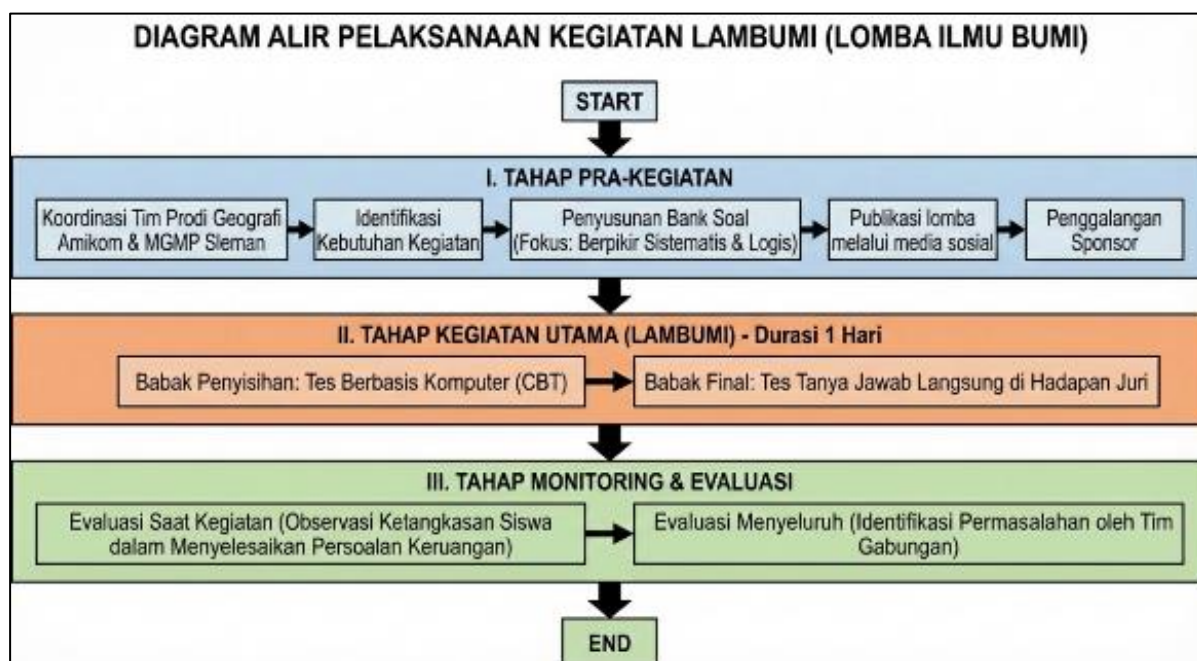 DIAGRAM ALIR PELAKSANAAN KEGIATAN LAMBUMI (LOMBA ILMU BUMI)
START
I. TAHAP PRA-KEGIATAN
Koordinasi Tim Prodi Geografi
Amikom & MGMP Sleman
Identifikasi
Kebutuhan Kegiatan
Penyusunan Bank Soal
(Fokus: Berpikir Sistematis & Logis)
Publikasi lomba
melalui media sosial
Penggalangan
Sponsor
II. TAHAP KEGIATAN UTAMA (LAMBUMI) - Durasi 1 Hari
Babak Penyisihan: Tes Berbasis Komputer (CBT)
Babak Final: Tes Tanya Jawab Langsung di Hadapan Juri
III. TAHAP MONITORING & EVALUASI
Evaluasi Saat Kegiatan (Observasi Ketangkasan Siswa
dalam Menyelesaikan Persoalan Keruangan)
Evaluasi Menyeluruh (Identifikasi Permasalahan oleh Tim
Gabungan)
END